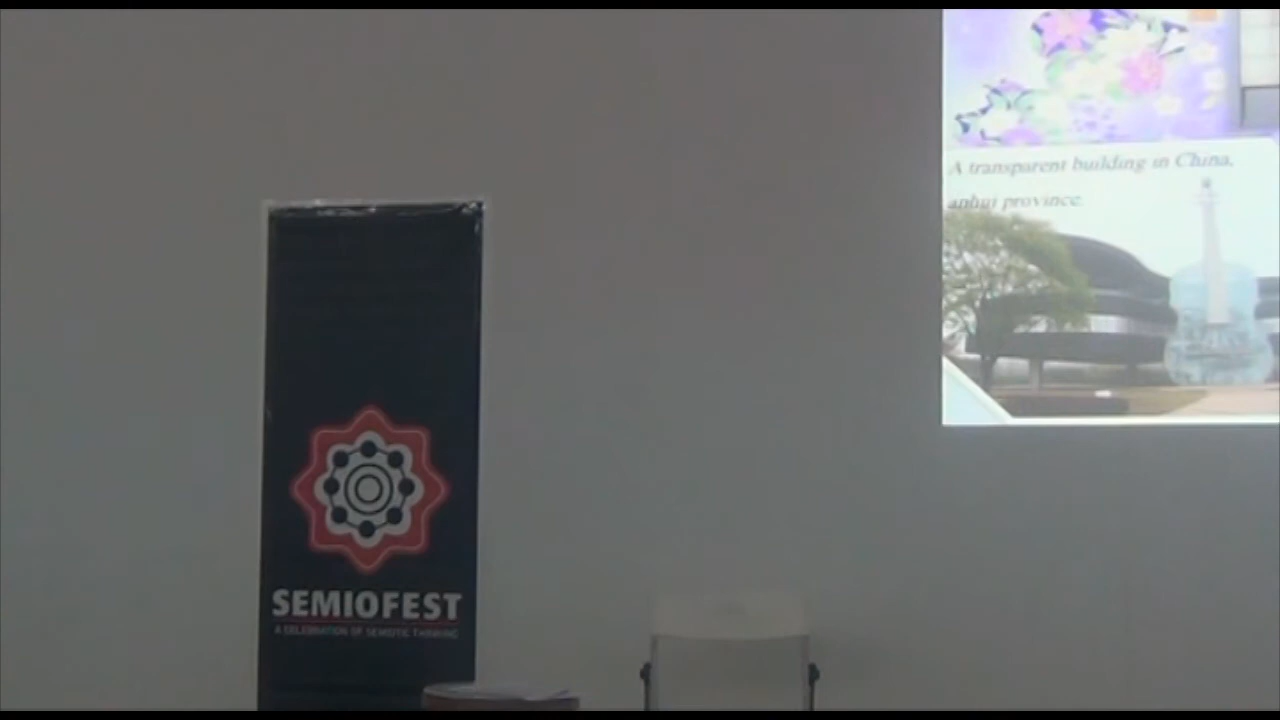 A transparent building in China,
anhui province.
SEMIOFEST
A CELEBRATION OF SEMIOTIC THINKING